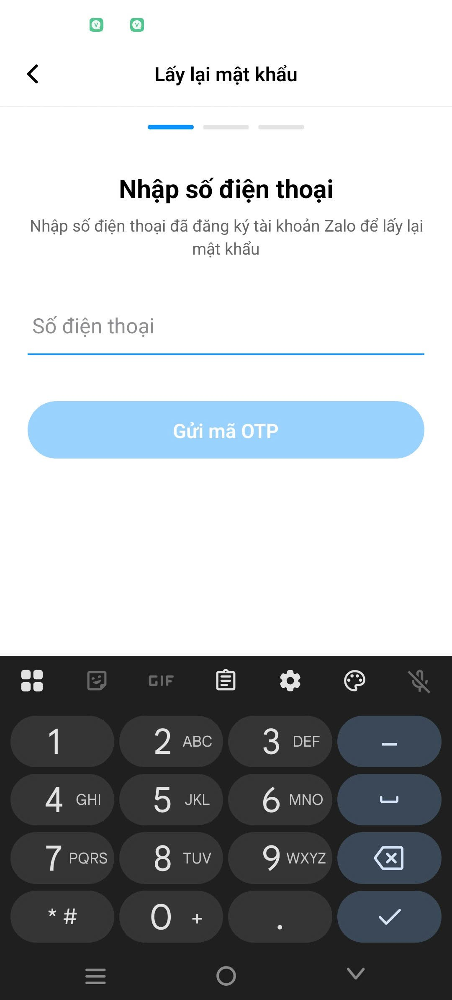 Lấy lại mật khẩu
Nhập số điện thoại
Nhập số điện thoại đã đăng ký tài khoản Zalo để lấy lại
mật khẩu
Số điện thoại
Gửi mã OTP
GIF
1 2 ABC 3 DEF –
4 GHI 5 JKL 6 MNO
7 PQRS 8 TUV 9 WXYZ
* # 0 + .